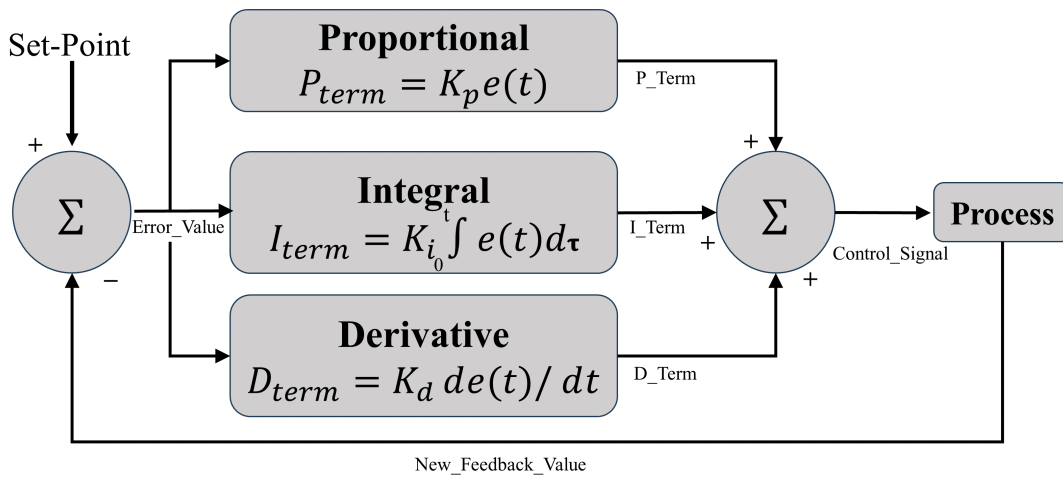 Set-Point
+
Σ
−
Error_Value
Proportional
P_term = K_p e(t)
P_Term
Integral
I_term = K_i ₀∫ᵗ e(t)dτ
I_Term
Derivative
D_term = K_d de(t)/ dt
D_Term
+
+
+
Σ
Control_Signal
Process
New_Feedback_Value